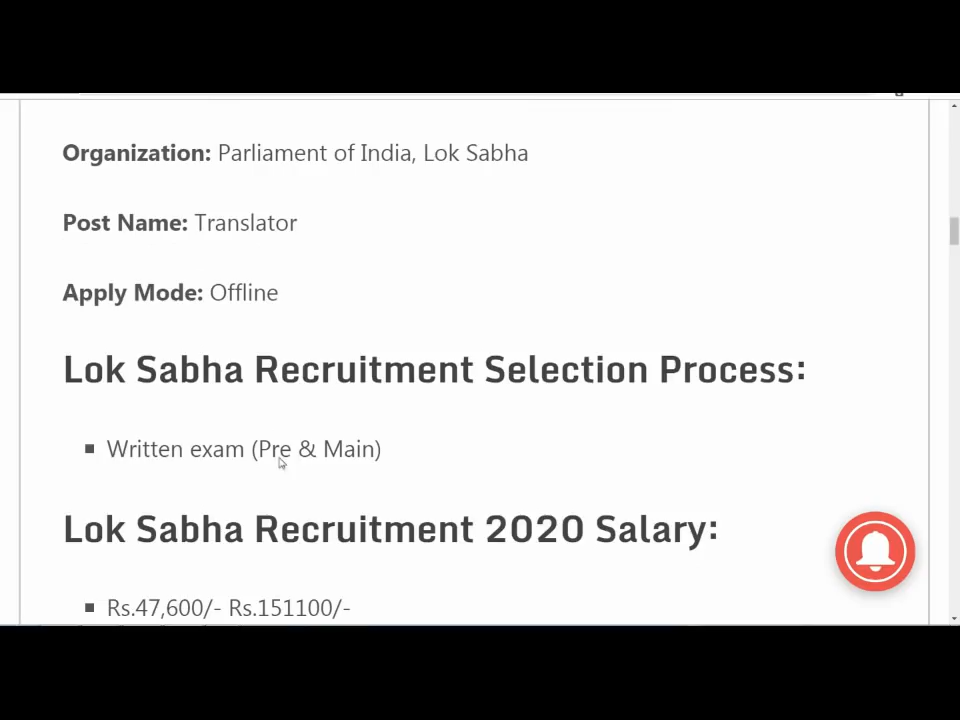 Organization: Parliament of India, Lok Sabha
Post Name: Translator
Apply Mode: Offline
Lok Sabha Recruitment Selection Process:
Written exam (Pre & Main)
Lok Sabha Recruitment 2020 Salary:
Rs.47,600/- Rs.151100/-